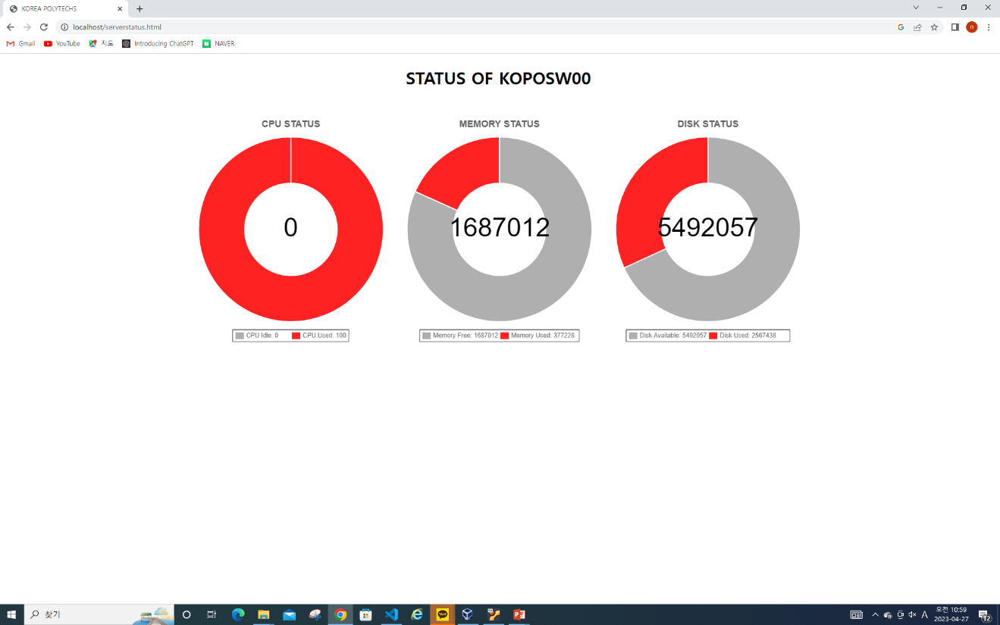 KOREA POLYTECHS
localhost/serverstatus.html
n
Gmail YouTube 지도 Introducing ChatGPT NAVER
STATUS OF KOPOSW00
CPU STATUS MEMORY STATUS DISK STATUS
0 1687012 5492057
CPU Idle: 0 CPU Used: 100 Memory Free: 1687012 Memory Used: 377228 Disk Available: 5492057 Disk Used: 2567438
찾기 TALK A 오전 10:59
2023-04-27 12